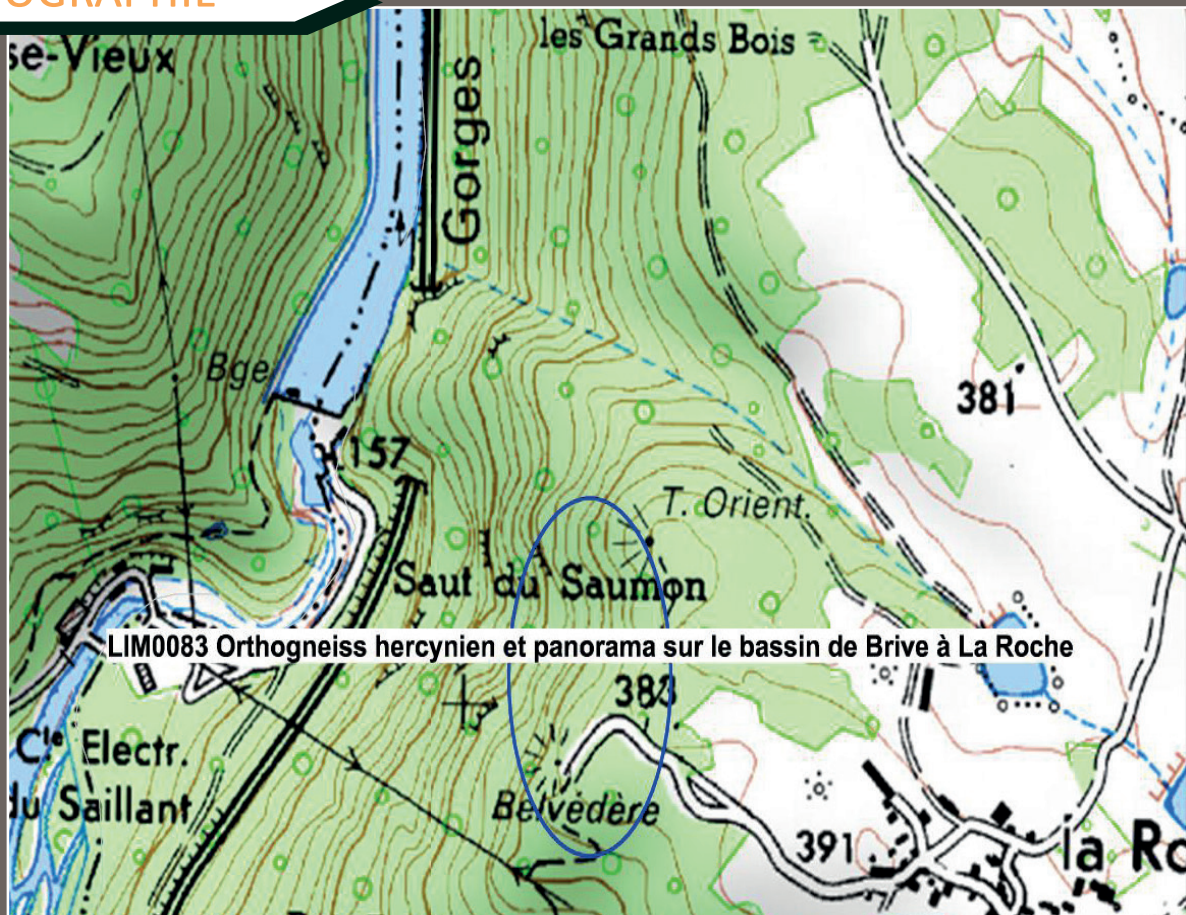 OGRAPHIE
se-Vieux
les Grands Bois
Gorges
Bge
381
157
T. Orient.
Saut du Saumon
LIM0083 Orthogneiss hercynien et panorama sur le bassin de Brive à La Roche
383
Cle Electr.
du Saillant
Belvédère
391
la Ro